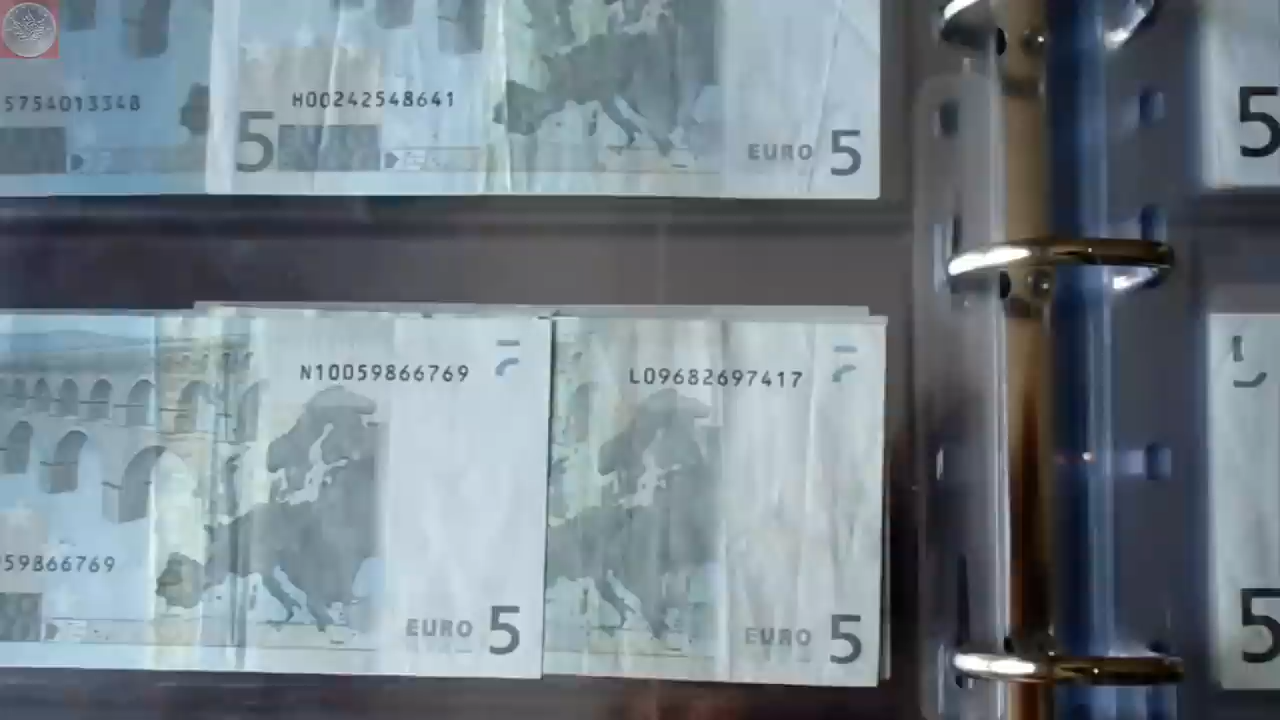 5754013348
H00242548641
5
EURO 5
5
N10059866769
L09682697417
59866769
EURO 5
EURO 5
5